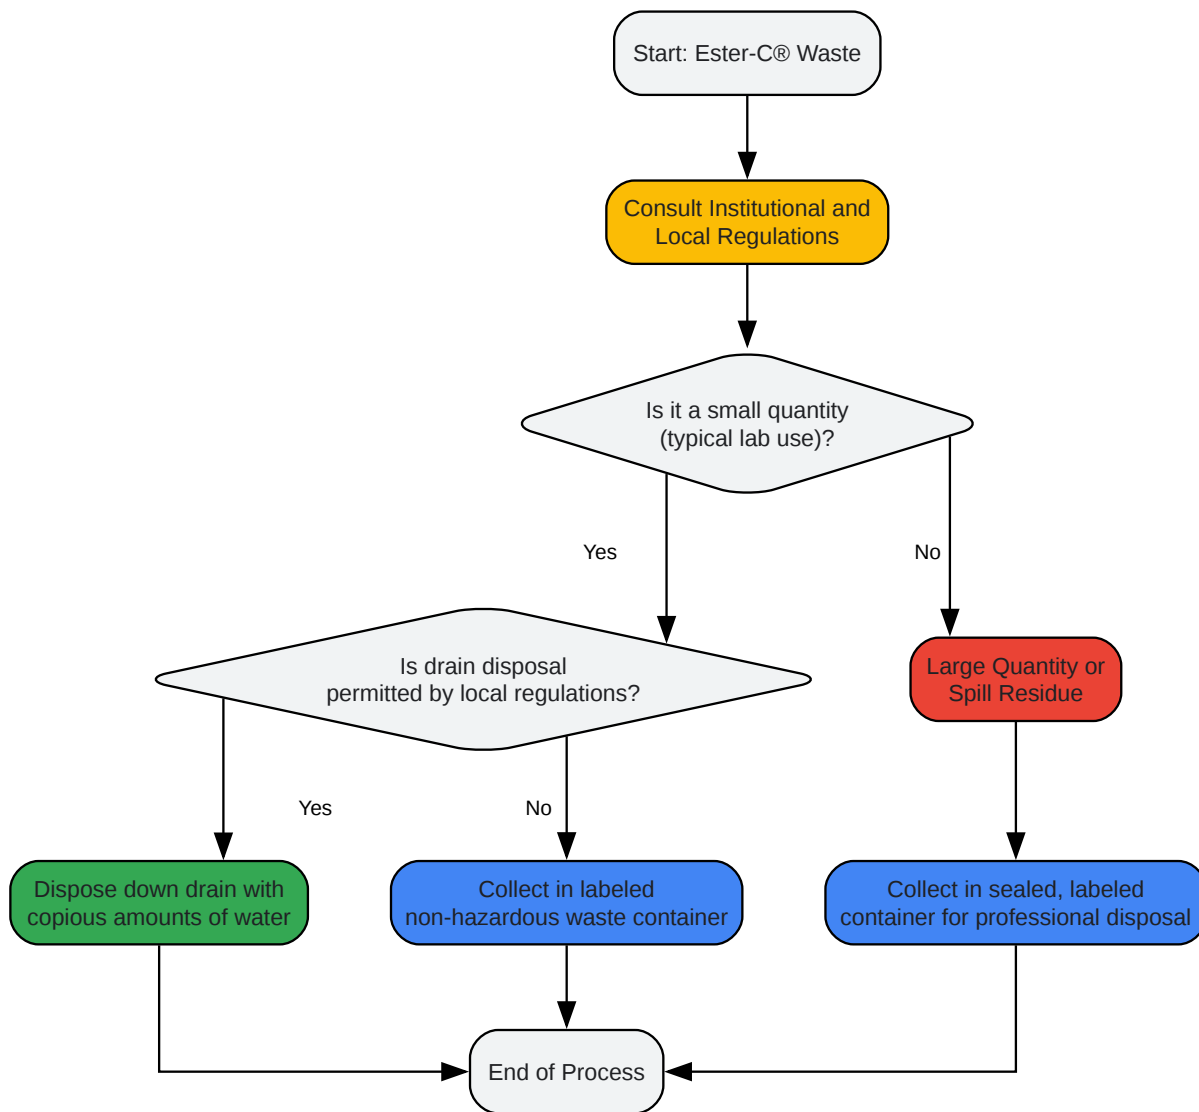 Start: Ester-C® Waste
Consult Institutional and
Local Regulations
Is it a small quantity
(typical lab use)?
Yes
No
Is drain disposal
permitted by local regulations?
Large Quantity or
Spill Residue
Yes
No
Dispose down drain with
copious amounts of water
Collect in labeled
non-hazardous waste container
Collect in sealed, labeled
container for professional disposal
End of Process